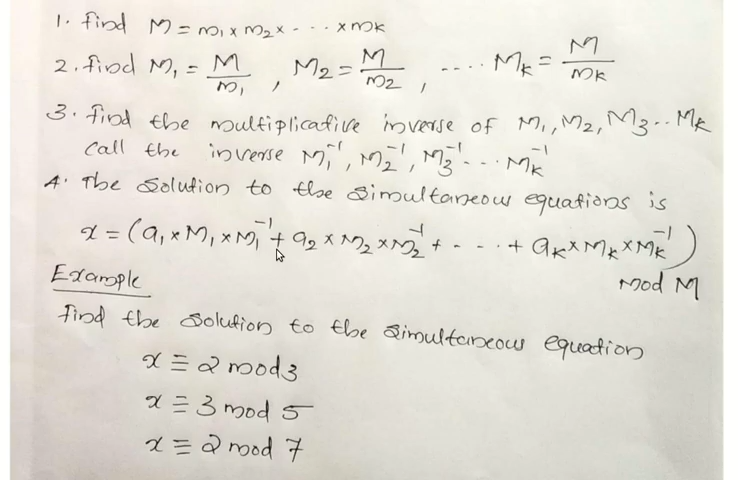 1. Find M = m₁ × m₂ × - - - × mk
2. Find M₁ = M/m₁ , M₂ = M/m₂ , .... Mk = M/mk
3. Find the multiplicative inverse of M₁, M₂, M₃.. Mk
Call the inverse M₁⁻¹, M₂⁻¹, M₃⁻¹ - - - Mk⁻¹
4. The Solution to the Simultaneous equations is
x = (a₁ × M₁ × M₁⁻¹ + a₂ × M₂ × M₂⁻¹ + - - - + ak × Mk × Mk⁻¹)
mod M
Example
Find the Solution to the Simultaneous equation
x ≡ 2 mod 3
x ≡ 3 mod 5
x ≡ 2 mod 7